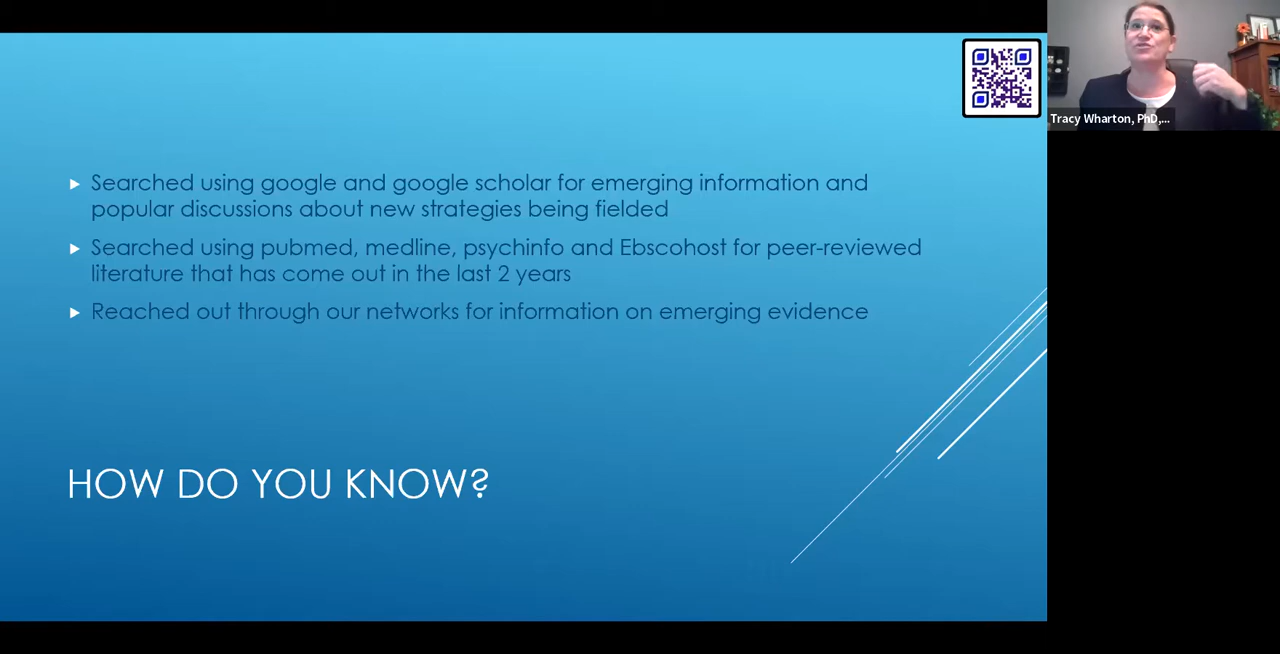 Searched using google and google scholar for emerging information and
popular discussions about new strategies being fielded
Searched using pubmed, medline, psychinfo and Ebscohost for peer-reviewed
literature that has come out in the last 2 years
Reached out through our networks for information on emerging evidence
HOW DO YOU KNOW?
Tracy Wharton, PhD,...